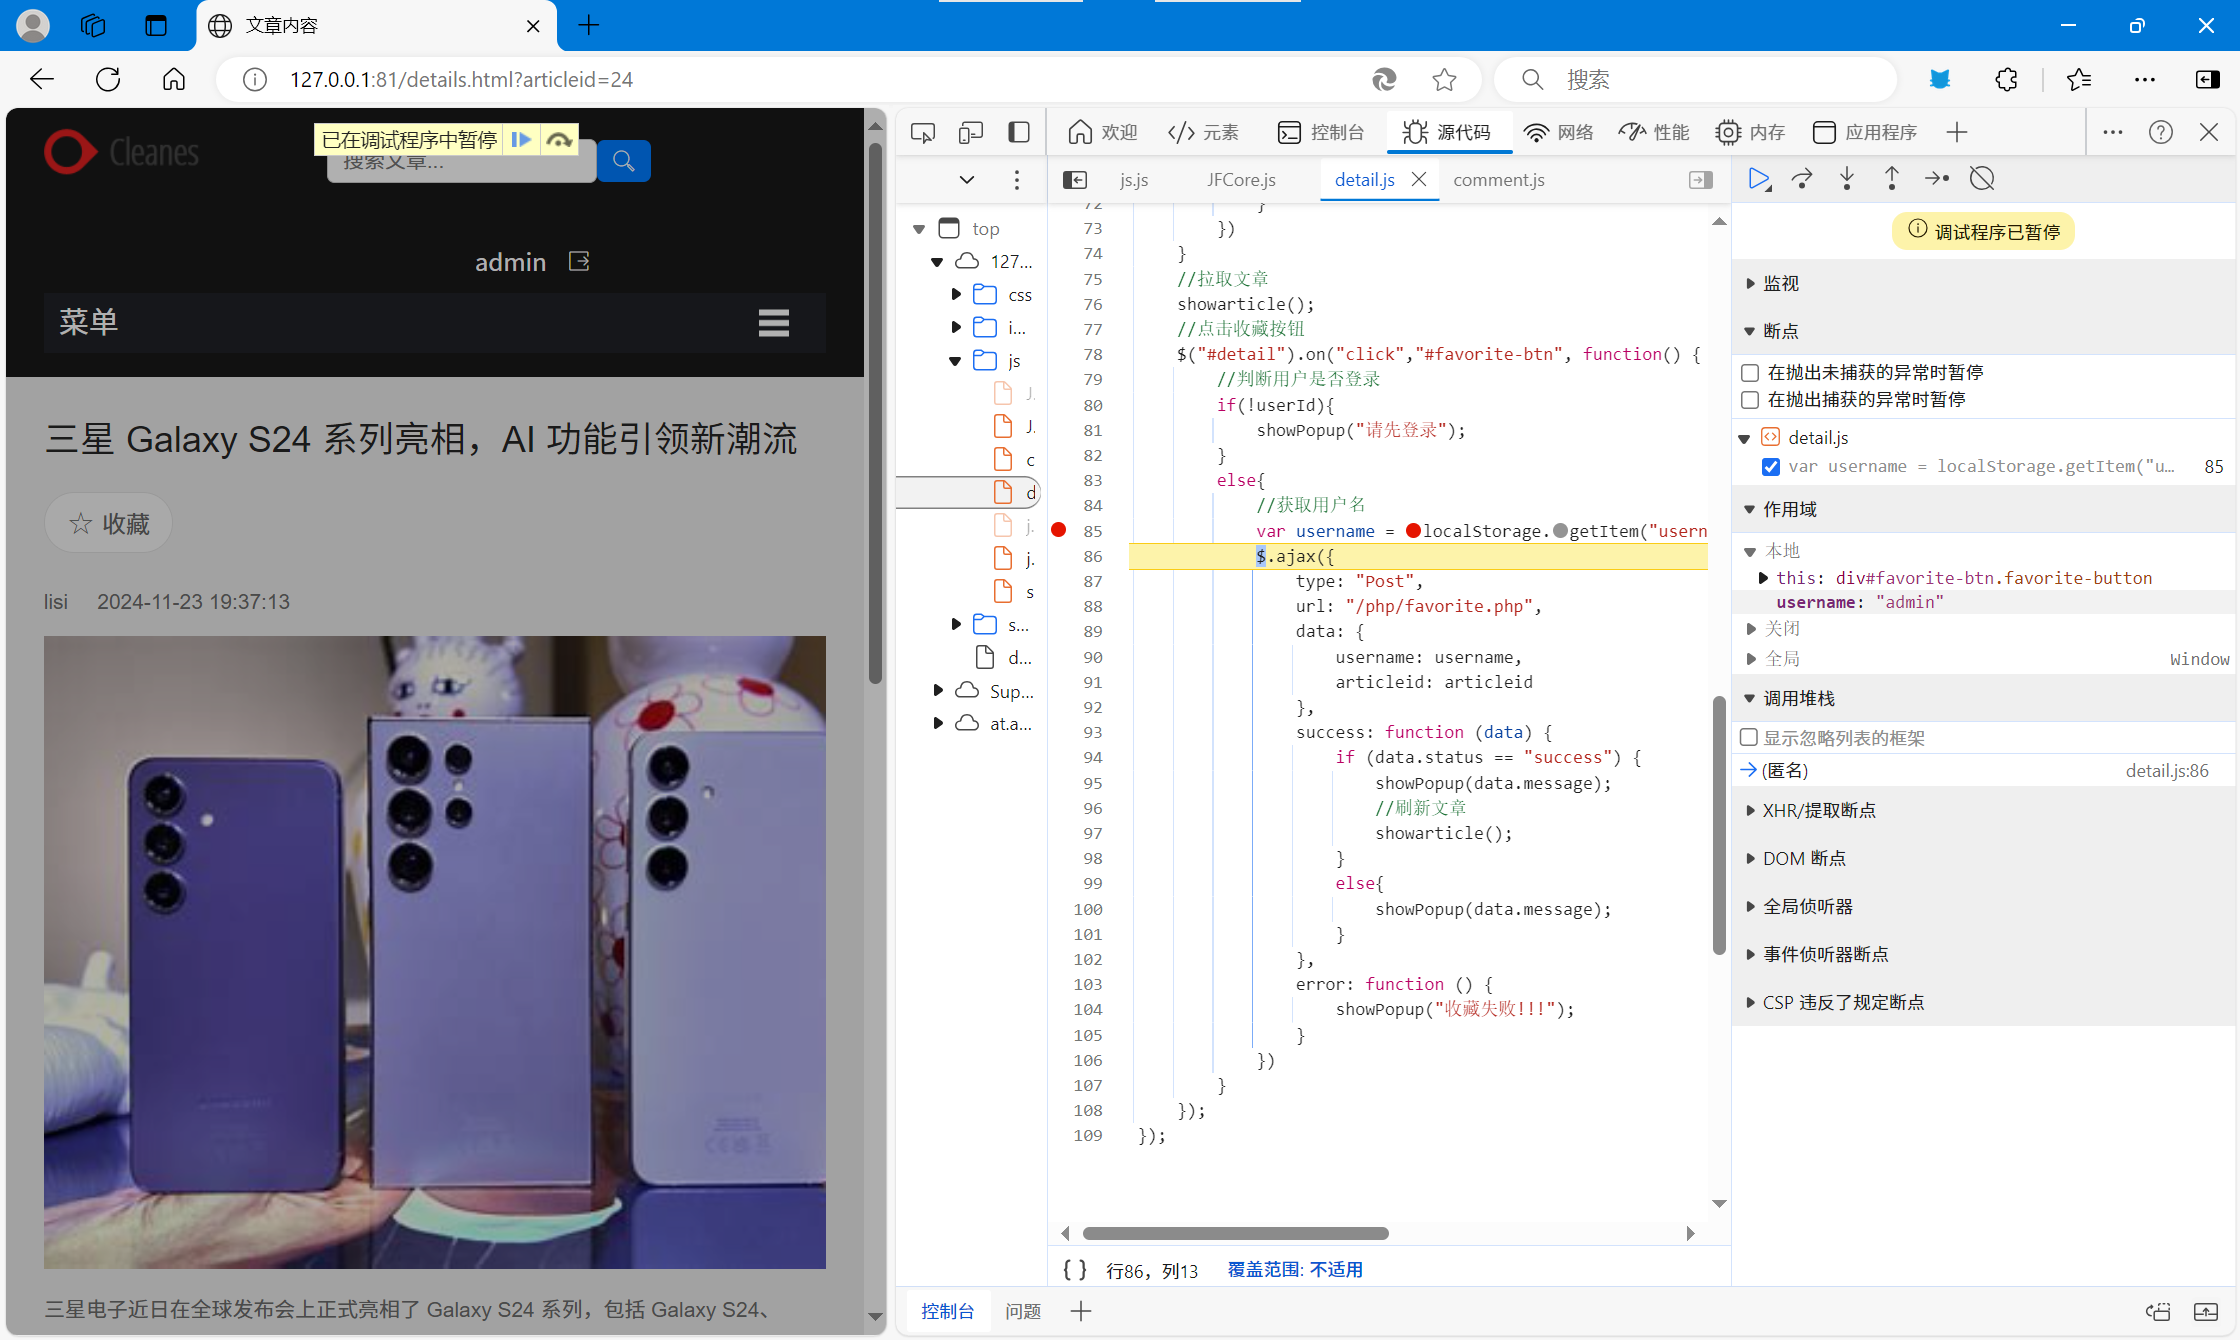 文章内容
127.0.0.1:81/details.html?articleid=24
搜索
Cleanes
已在调试程序中暂停
搜索文章...
admin
菜单
三星 Galaxy S24 系列亮相，AI 功能引领新潮流
☆ 收藏
lisi 2024-11-23 19:37:13
三星电子近日在全球发布会上正式亮相了 Galaxy S24 系列，包括 Galaxy S24、
欢迎 元素 控制台 源代码 网络 性能 内存 应用程序
top
127...
css
i...
js
J.
J.
c
d
j.
j.
s
s...
d...
Sup...
at.a...
js.js JFCore.js detail.js comment.js
72 }
73 })
74 }
75 //拉取文章
76 showarticle();
77 //点击收藏按钮
78 $("#detail").on("click","#favorite-btn", function() {
79 //判断用户是否登录
80 if(!userId){
81 showPopup("请先登录");
82 }
83 else{
84 //获取用户名
85 var username = localStorage.getItem("usern
86 $.ajax({
87 type: "Post",
88 url: "/php/favorite.php",
89 data: {
90 username: username,
91 articleid: articleid
92 },
93 success: function (data) {
94 if (data.status == "success") {
95 showPopup(data.message);
96 //刷新文章
97 showarticle();
98 }
99 else{
100 showPopup(data.message);
101 }
102 },
103 error: function () {
104 showPopup("收藏失败!!!");
105 }
106 })
107 }
108 });
109 });
{ } 行86，列13 覆盖范围: 不适用
控制台 问题
调试程序已暂停
监视
断点
在抛出未捕获的异常时暂停
在抛出捕获的异常时暂停
detail.js
var username = localStorage.getItem("u… 85
作用域
本地
this: div#favorite-btn.favorite-button
username: "admin"
关闭
全局 Window
调用堆栈
显示忽略列表的框架
(匿名) detail.js:86
XHR/提取断点
DOM 断点
全局侦听器
事件侦听器断点
CSP 违反了规定断点